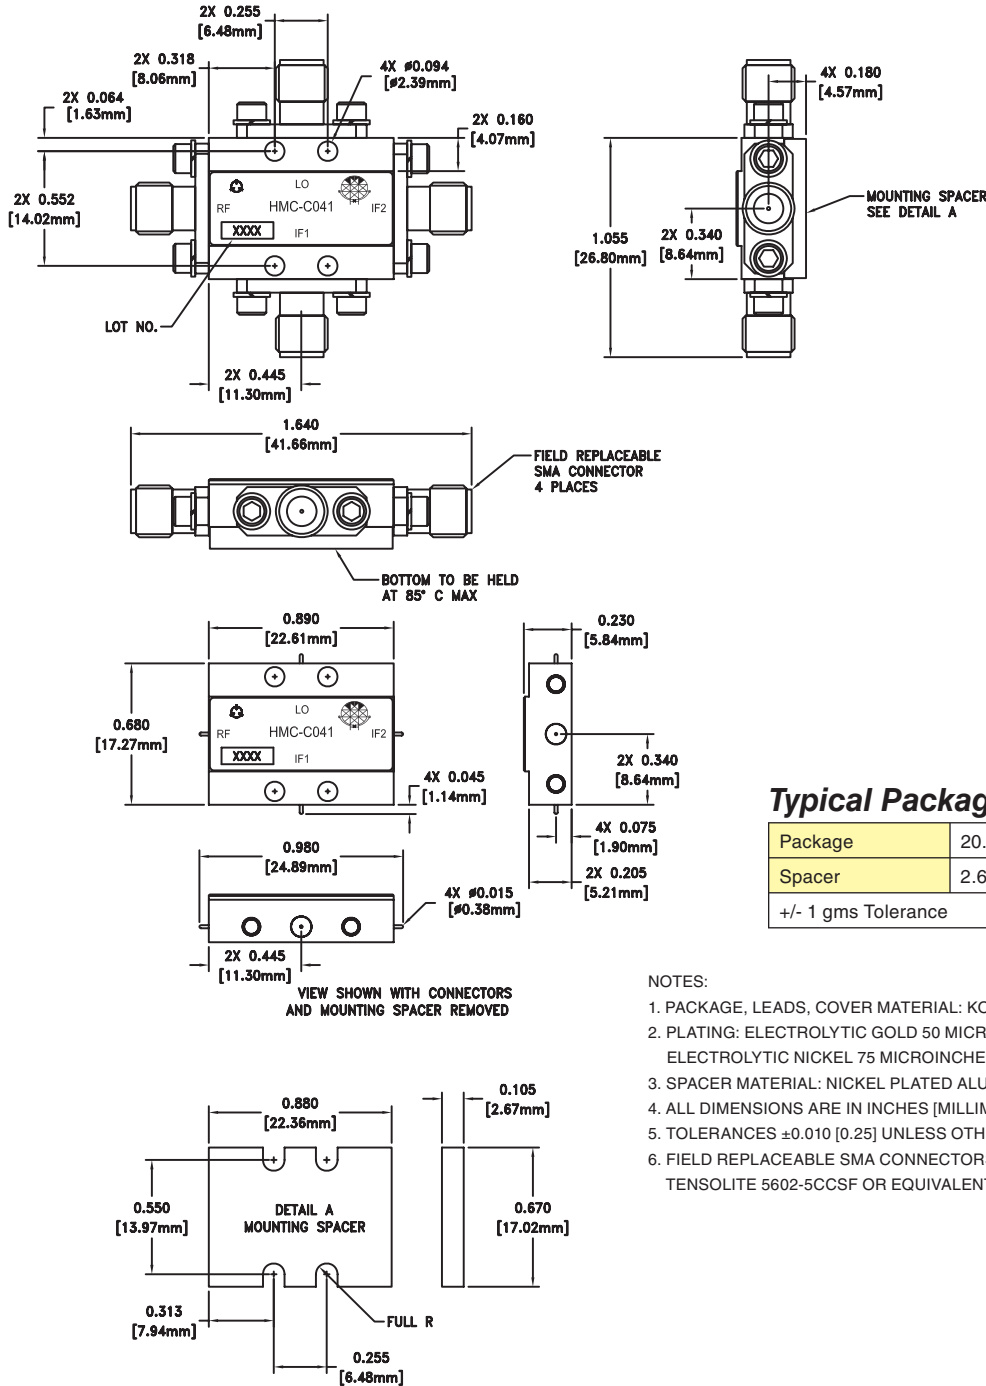 2X 0.255
[6.48mm]
2X 0.318
[8.06mm]
4X ø0.094
[ø2.39mm]
2X 0.064
[1.63mm]
2X 0.160
[4.07mm]
2X 0.552
[14.02mm]
LO
RF
HMC-C041
IF2
XXXX
IF1
LOT NO.
2X 0.445
[11.30mm]
4X 0.180
[4.57mm]
MOUNTING SPACER
SEE DETAIL A
1.055
[26.80mm]
2X 0.340
[8.64mm]
1.640
[41.66mm]
FIELD REPLACEABLE
SMA CONNECTOR
4 PLACES
BOTTOM TO BE HELD
AT 85° C MAX
0.890
[22.61mm]
0.680
[17.27mm]
LO
RF
HMC-C041
IF2
XXXX
IF1
4X 0.045
[1.14mm]
0.230
[5.84mm]
2X 0.340
[8.64mm]
4X 0.075
[1.90mm]
2X 0.205
[5.21mm]
0.980
[24.89mm]
4X ø0.015
[ø0.38mm]
2X 0.445
[11.30mm]
VIEW SHOWN WITH CONNECTORS
AND MOUNTING SPACER REMOVED
Typical Packag
Package 20.
Spacer 2.6
+/- 1 gms Tolerance
NOTES:
1. PACKAGE, LEADS, COVER MATERIAL: KO
2. PLATING: ELECTROLYTIC GOLD 50 MICR
ELECTROLYTIC NICKEL 75 MICROINCHE
3. SPACER MATERIAL: NICKEL PLATED ALU
4. ALL DIMENSIONS ARE IN INCHES [MILLIM
5. TOLERANCES ±0.010 [0.25] UNLESS OTH
6. FIELD REPLACEABLE SMA CONNECTOR
TENSOLITE 5602-5CCSF OR EQUIVALENT
0.880
[22.36mm]
0.105
[2.67mm]
0.550
[13.97mm]
DETAIL A
MOUNTING SPACER
0.670
[17.02mm]
0.313
[7.94mm]
FULL R
0.255
[6.48mm]